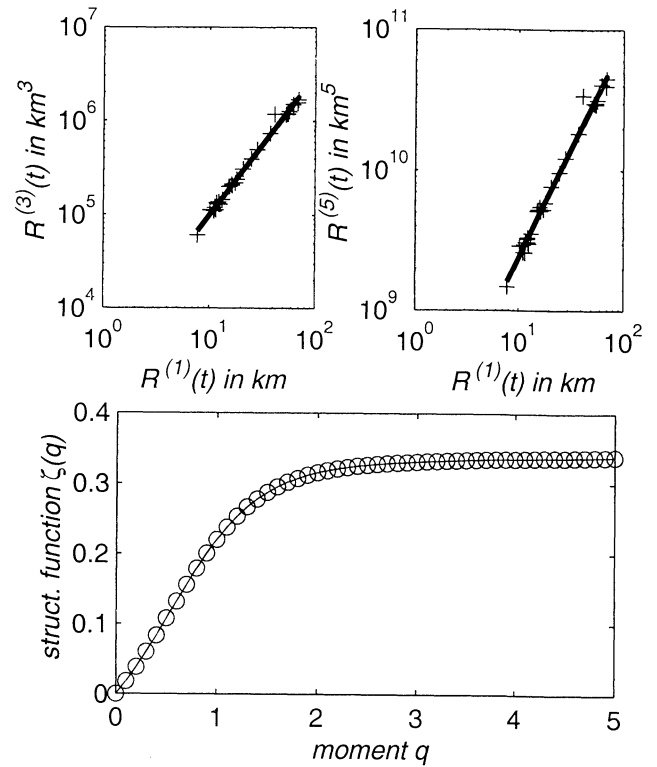 10^7
10^6
10^5
10^4
R^(3)(t) in km^3
10^0 10^1 10^2
R^(1)(t) in km
10^11
10^10
10^9
R^(5)(t) in km^5
10^0 10^1 10^2
R^(1)(t) in km
0.4
0.3
0.2
0.1
0
struct. function ζ(q)
0 1 2 3 4 5
moment q